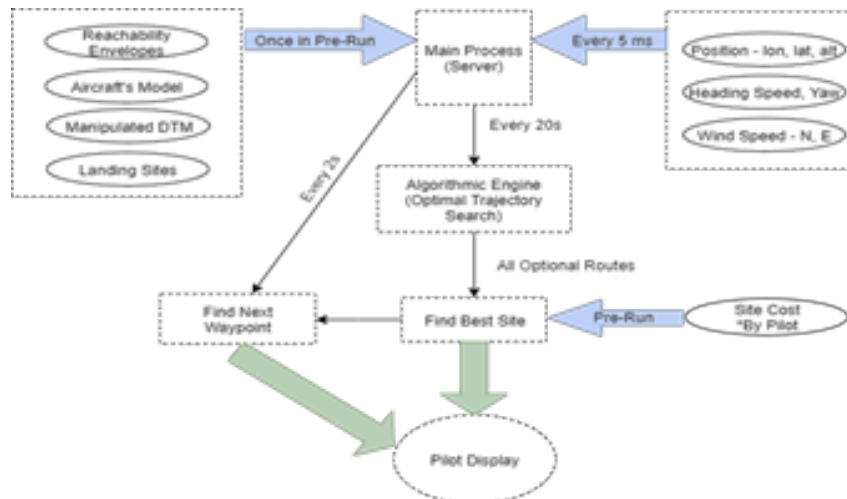 Reachability
Envelopes
Aircraft's Model
Manipulated DTM
Landing Sites
Once in Pre-Run
Main Process
(Server)
Every 5 ms
Position - lon, lat, alt
Heading Speed, Yaw
Wind Speed - N, E
Every 20s
Every 2s
Algorithmic Engine
(Optimal Trajectory
Search)
All Optional Routes
Find Next
Waypoint
Find Best Site
Pre-Run
Site Cost
*By Pilot
Pilot Display